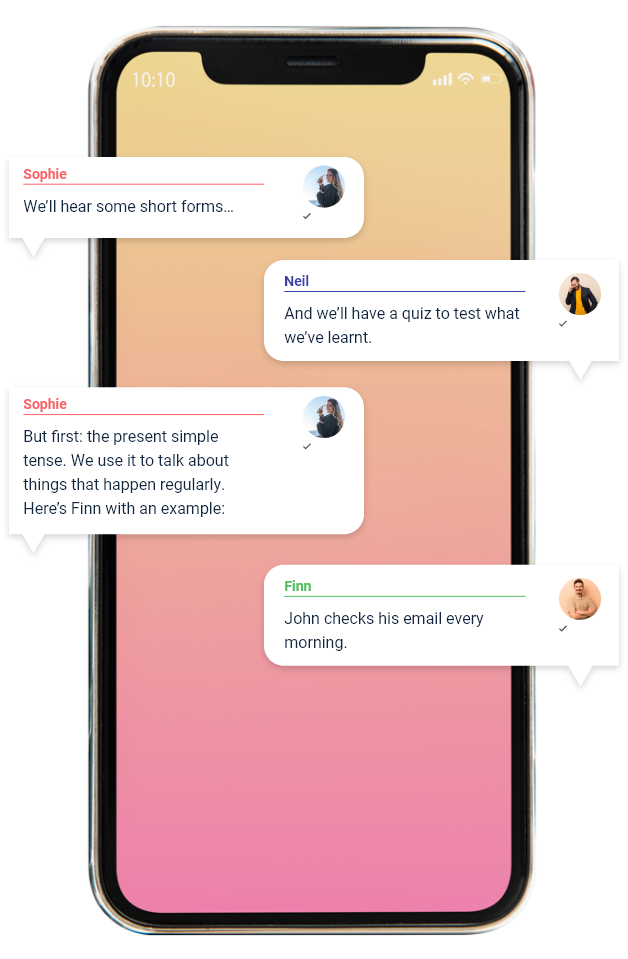 10:10
Sophie
We’ll hear some short forms…
Neil
And we’ll have a quiz to test what
we’ve learnt.
Sophie
But first: the present simple
tense. We use it to talk about
things that happen regularly.
Here’s Finn with an example:
Finn
John checks his email every
morning.